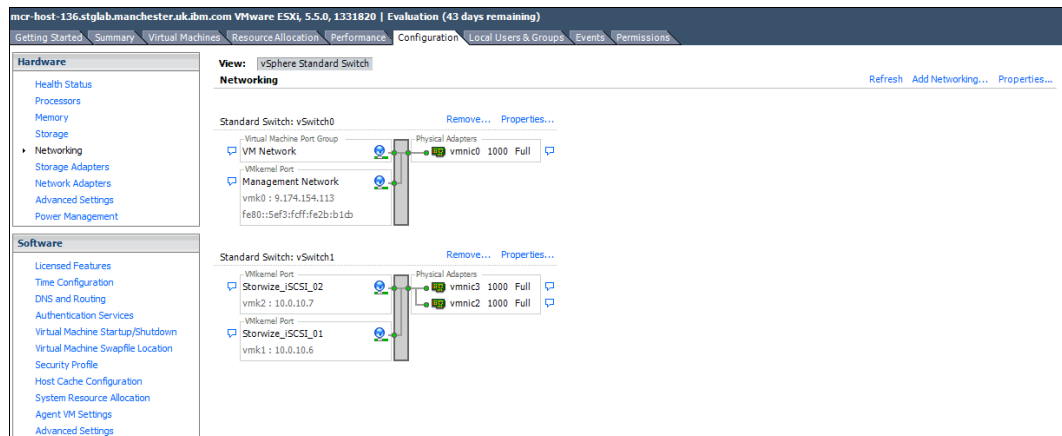 mcr-host-136.stglab.manchester.uk.ibm.com VMware ESXi, 5.5.0, 1331820 | Evaluation (43 days remaining)
Getting Started Summary Virtual Machines Resource Allocation Performance Configuration Local Users & Groups Events Permissions
Hardware
Health Status
Processors
Memory
Storage
Networking
Storage Adapters
Network Adapters
Advanced Settings
Power Management
Software
Licensed Features
Time Configuration
DNS and Routing
Authentication Services
Virtual Machine Startup/Shutdown
Virtual Machine Swapfile Location
Security Profile
Host Cache Configuration
System Resource Allocation
Agent VM Settings
Advanced Settings
View: vSphere Standard Switch
Networking
Refresh Add Networking... Properties...
Standard Switch: vSwitch0 Remove... Properties...
Virtual Machine Port Group Physical Adapters
VM Network vmnic0 1000 Full
VMkernel Port
Management Network
vmk0 : 9.174.154.113
fe80::5ef3:fcff:fe2b:b1cb
Standard Switch: vSwitch1 Remove... Properties...
VMkernel Port Physical Adapters
Storwize_iSCSI_02 vmnic3 1000 Full
vmk2 : 10.0.10.7 vmnic2 1000 Full
VMkernel Port
Storwize_iSCSI_01
vmk1 : 10.0.10.6